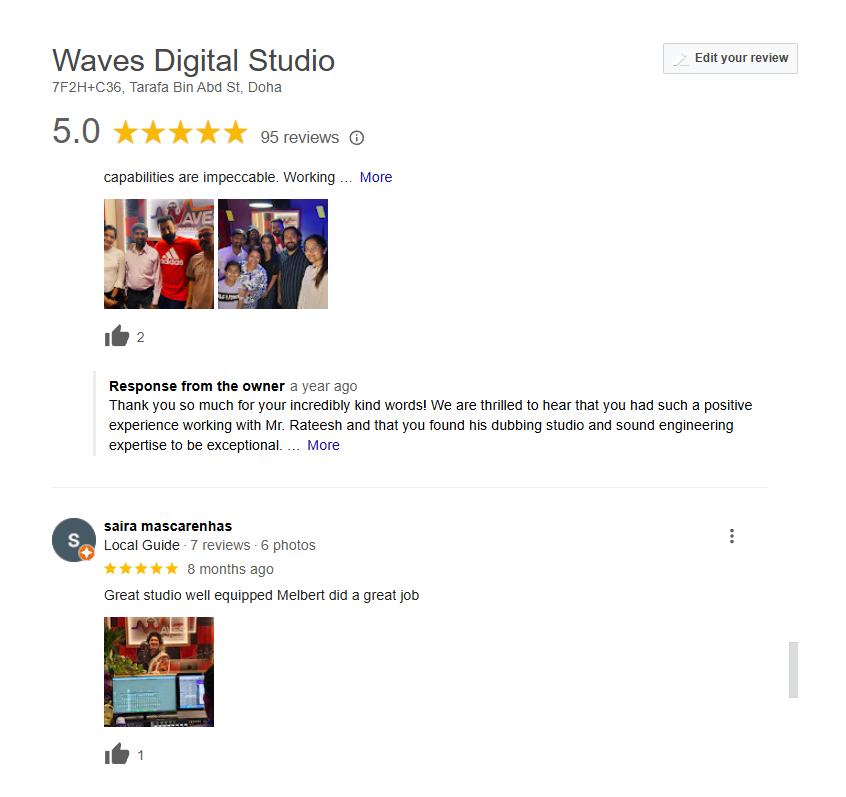 Waves Digital Studio
Edit your review
7F2H+C36, Tarafa Bin Abd St, Doha
5.0 95 reviews
capabilities are impeccable. Working … More
AVE
adidas
2
Response from the owner a year ago
Thank you so much for your incredibly kind words! We are thrilled to hear that you had such a positive
experience working with Mr. Rateesh and that you found his dubbing studio and sound engineering
expertise to be exceptional. … More
S
saira mascarenhas
Local Guide · 7 reviews · 6 photos
8 months ago
Great studio well equipped Melbert did a great job
1